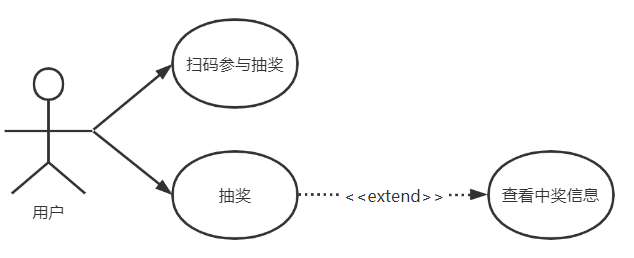 扫码参与抽奖
抽奖
<<extend>>
查看中奖信息
用户